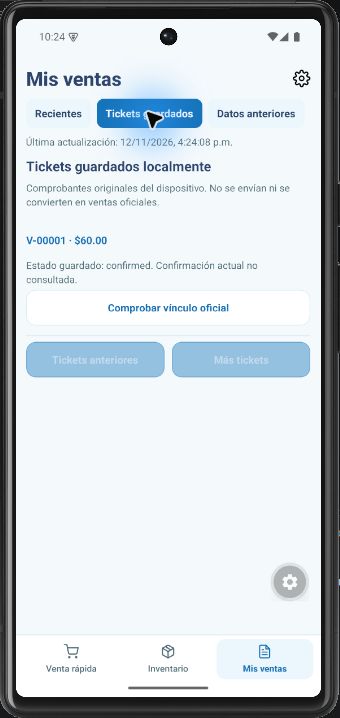 10:24
Mis ventas
Recientes
Tickets guardados
Datos anteriores
Última actualización: 12/11/2026, 4:24:08 p.m.
Tickets guardados localmente
Comprobantes originales del dispositivo. No se envían ni se
convierten en ventas oficiales.
V-00001 · $60.00
Estado guardado: confirmed. Confirmación actual no
consultada.
Comprobar vínculo oficial
Tickets anteriores
Más tickets
Venta rápida
Inventario
Mis ventas